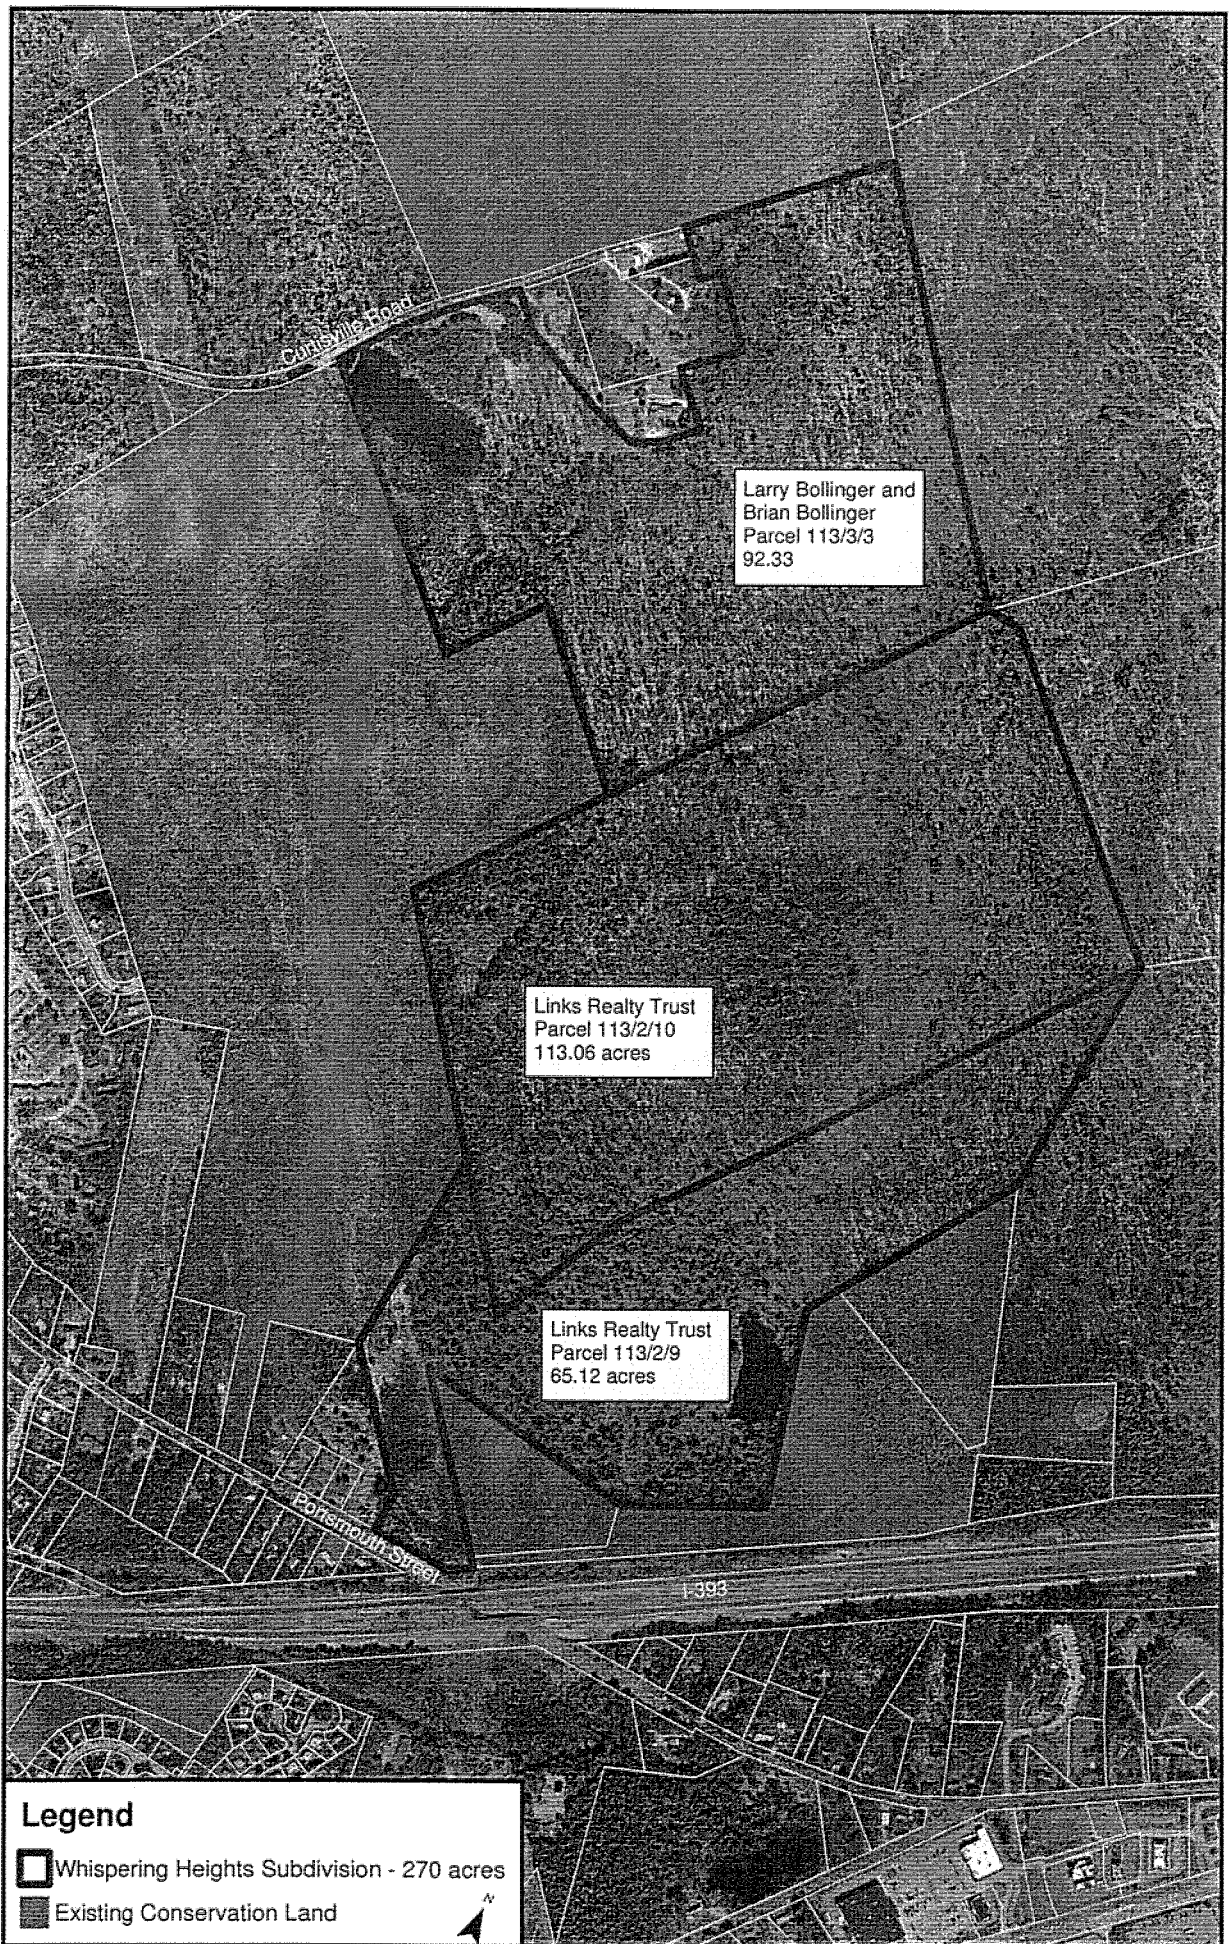 Curtisville Road
Larry Bollinger and
Brian Bollinger
Parcel 113/3/3
92.33
Links Realty Trust
Parcel 113/2/10
113.06 acres
Links Realty Trust
Parcel 113/2/9
65.12 acres
Portsmouth Street
I-393
Legend
Whispering Heights Subdivision - 270 acres
N
Existing Conservation Land